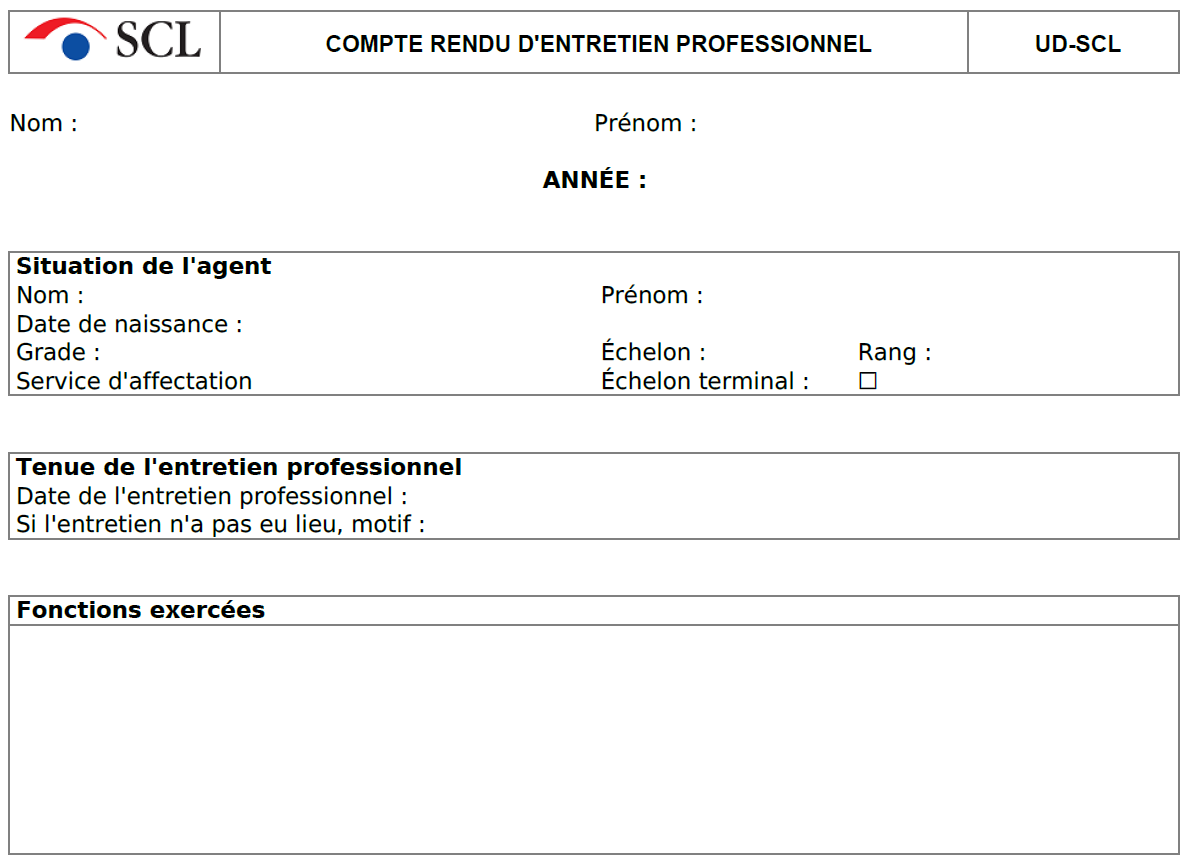 SCL COMPTE RENDU D'ENTRETIEN PROFESSIONNEL UD-SCL
Nom : Prénom :
ANNÉE :
Situation de l'agent
Nom : Prénom :
Date de naissance :
Grade : Échelon : Rang :
Service d'affectation Échelon terminal : ☐
Tenue de l'entretien professionnel
Date de l'entretien professionnel :
Si l'entretien n'a pas eu lieu, motif :
Fonctions exercées